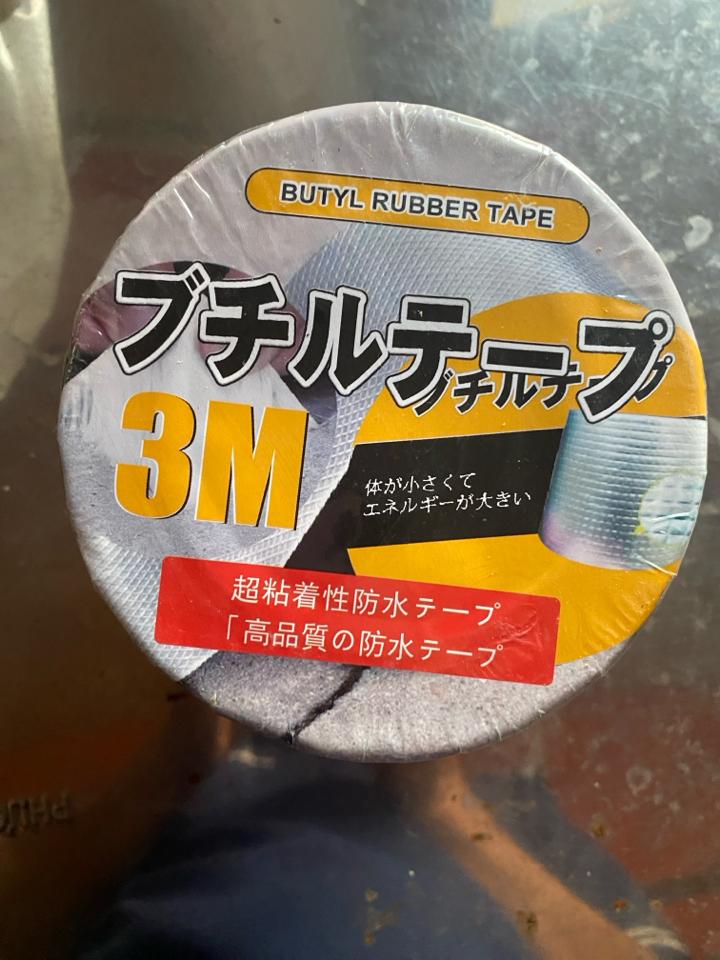 BUTYL RUBBER TAPE
ブチルテープ
ブチルテープ
3M
体が小さくて
エネルギーが大きい
超粘着性防水テープ
「高品質の防水テープ